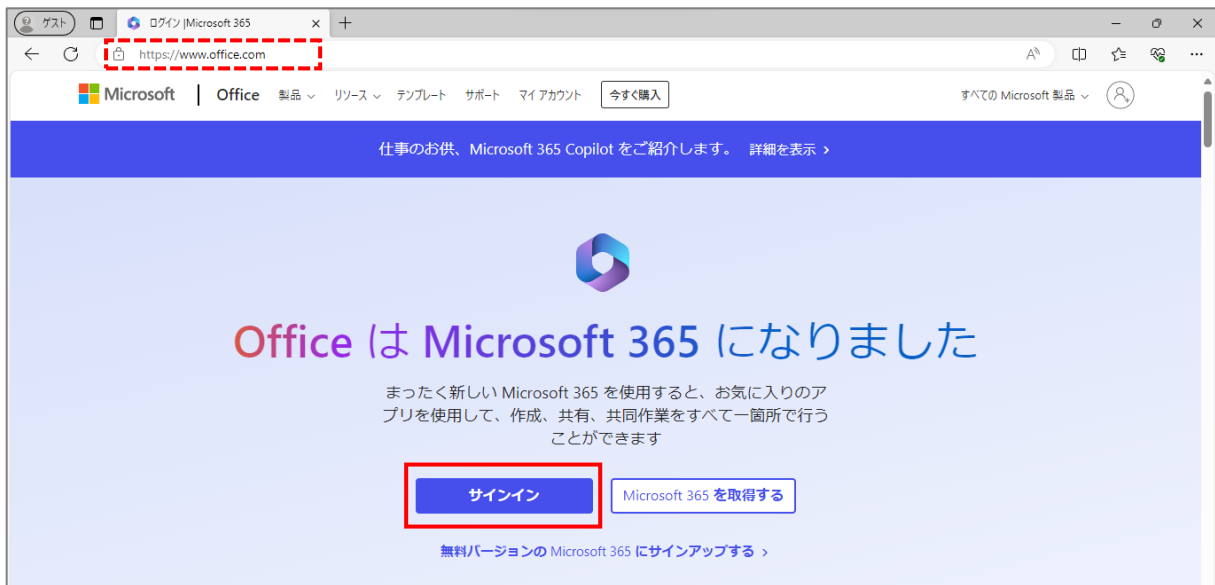 ゲスト
ログイン |Microsoft 365
https://www.office.com
Microsoft | Office 製品 リソース テンプレート サポート マイ アカウント 今すぐ購入 すべての Microsoft 製品
仕事のお供、Microsoft 365 Copilot をご紹介します。 詳細を表示 >
Office は Microsoft 365 になりました
まったく新しい Microsoft 365 を使用すると、お気に入りのア
プリを使用して、作成、共有、共同作業をすべて一箇所で行う
ことができます
サインイン Microsoft 365 を取得する
無料バージョンの Microsoft 365 にサインアップする >